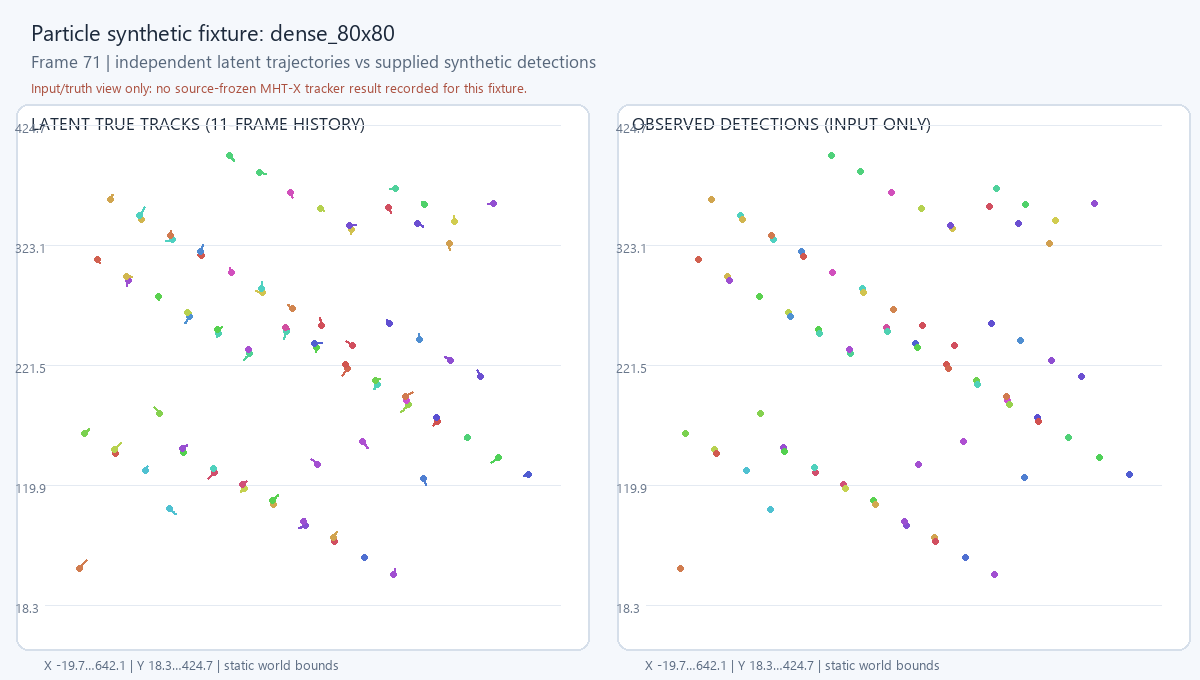 Particle synthetic fixture: dense_80x80
Frame 71 | independent latent trajectories vs supplied synthetic detections
Input/truth view only: no source-frozen MHT-X tracker result recorded for this fixture.
LATENT TRUE TRACKS (11-FRAME HISTORY)
424.7
323.1
221.5
119.9
18.3
X -19.7...642.1 | Y 18.3...424.7 | static world bounds
OBSERVED DETECTIONS (INPUT ONLY)
424.7
323.1
221.5
119.9
18.3
X -19.7...642.1 | Y 18.3...424.7 | static world bounds